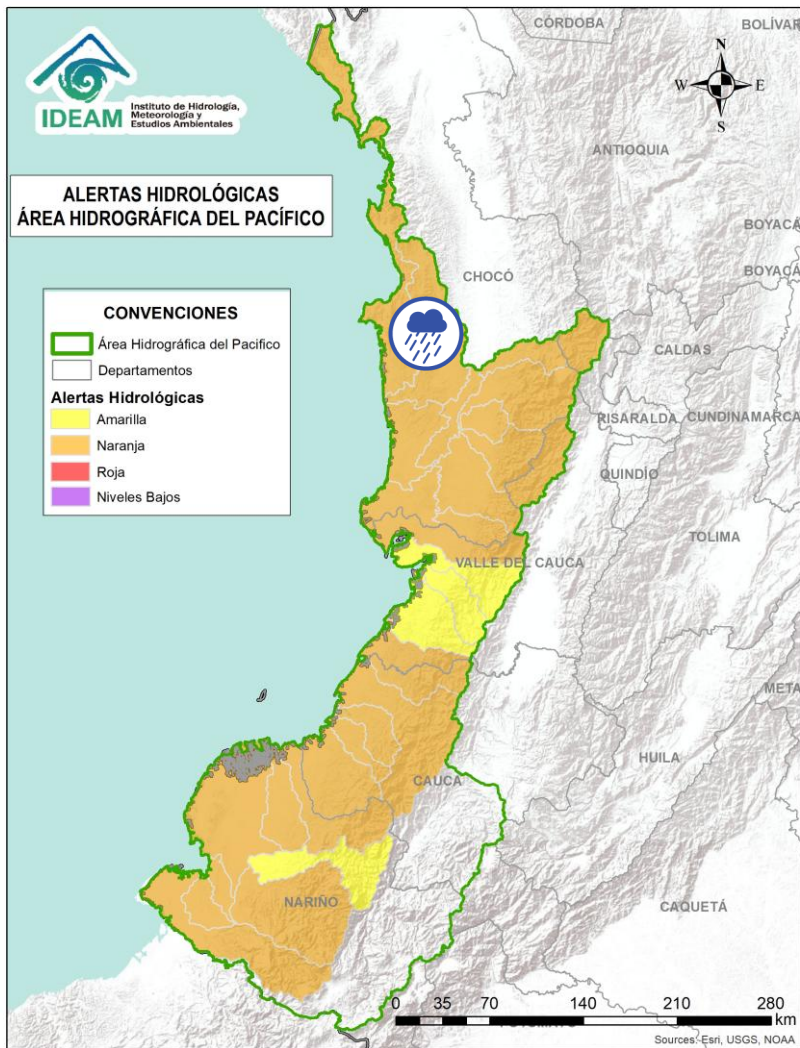 IDEAM
Instituto de Hidrología,
Meteorología y
Estudios Ambientales
ALERTAS HIDROLÓGICAS
ÁREA HIDROGRÁFICA DEL PACÍFICO
CONVENCIONES
Área Hidrográfica del Pacifico
Departamentos
Alertas Hidrológicas
Amarilla
Naranja
Roja
Niveles Bajos
N
W
E
S
CÓRDOBA
BOLÍVAR
ANTIOQUIA
BOYACÁ
BOYACÁ
CHOCÓ
CALDAS
RISARALDA
CUNDINAMARCA
QUINDÍO
TOLIMA
VALLE DEL CAUCA
META
HUILA
CAUCA
NARIÑO
CAQUETÁ
0 35 70 140 210 280
km
Sources: Esri, USGS, NOAA